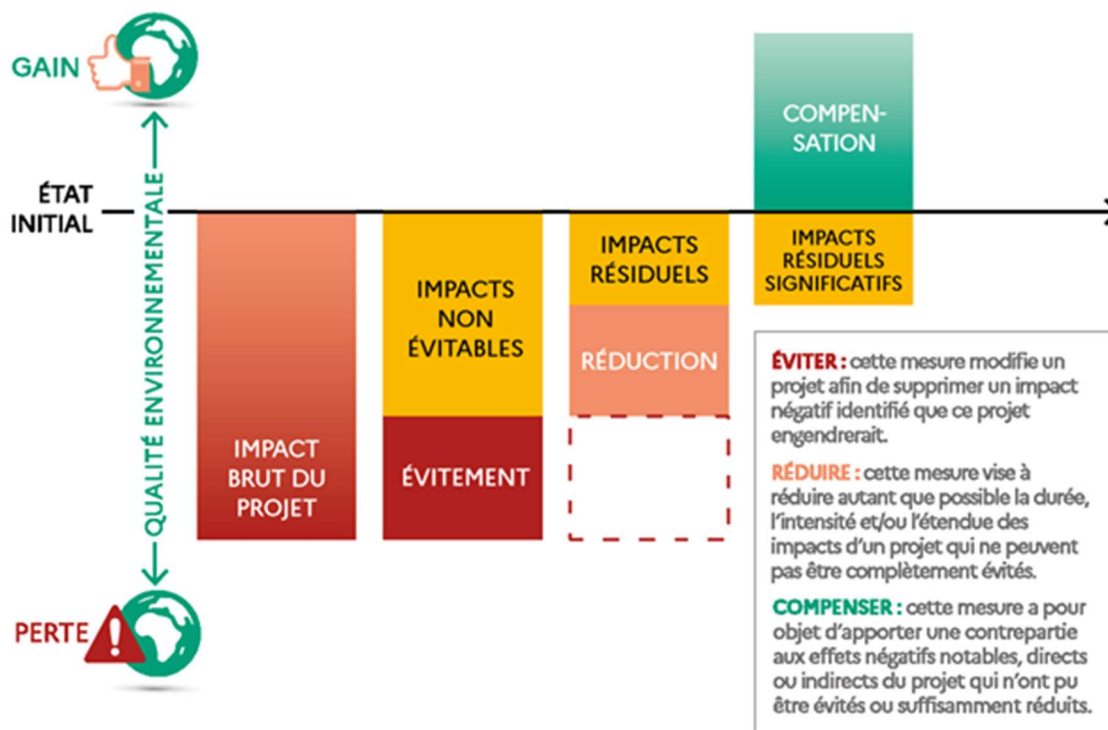 GAIN
ÉTAT
INITIAL
QUALITÉ ENVIRONNEMENTALE
PERTE
IMPACT
BRUT DU
PROJET
IMPACTS
NON
ÉVITABLES
ÉVITEMENT
IMPACTS
RÉSIDUELS
RÉDUCTION
COMPEN-
SATION
IMPACTS
RÉSIDUELS
SIGNIFICATIFS
ÉVITER : cette mesure modifie un
projet afin de supprimer un impact
négatif identifié que ce projet
engendrerait.
RÉDUIRE : cette mesure vise à
réduire autant que possible la durée,
l'intensité et/ou l'étendue des
impacts d'un projet qui ne peuvent
pas être complètement évités.
COMPENSER : cette mesure a pour
objet d'apporter une contrepartie
aux effets négatifs notables, directs
ou indirects du projet qui n'ont pu
être évités ou suffisamment réduits.